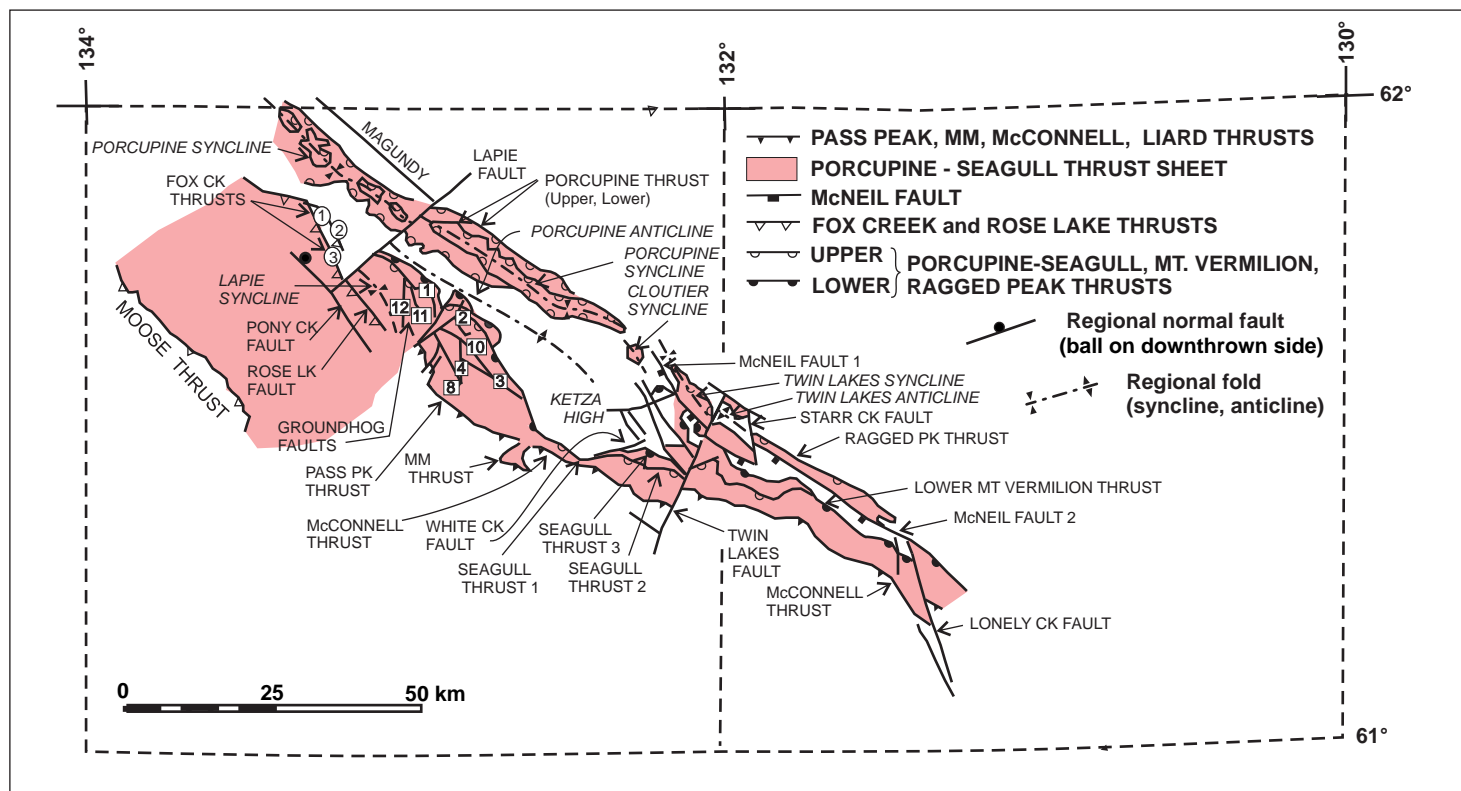 134°
132°
130°
62°
61°
PASS PEAK, MM, McCONNELL, LIARD THRUSTS
PORCUPINE - SEAGULL THRUST SHEET
McNEIL FAULT
FOX CREEK and ROSE LAKE THRUSTS
UPPER
LOWER
PORCUPINE-SEAGULL, MT. VERMILION,
RAGGED PEAK THRUSTS
Regional normal fault
(ball on downthrown side)
Regional fold
(syncline, anticline)
PORCUPINE SYNCLINE
MAGUNDY
LAPIE
FAULT
FOX CK
THRUSTS
1
2
3
PORCUPINE THRUST
(Upper, Lower)
PORCUPINE ANTICLINE
PORCUPINE
SYNCLINE
CLOUTIER
SYNCLINE
LAPIE
SYNCLINE
PONY CK
FAULT
ROSE LK
FAULT
MOOSE THRUST
1
12
11
2
10
4
8
3
GROUNDHOG
FAULTS
PASS PK
THRUST
MM
THRUST
McCONNELL
THRUST
KETZA
HIGH
WHITE CK
FAULT
SEAGULL
THRUST 1
SEAGULL
THRUST 3
SEAGULL
THRUST 2
TWIN
LAKES
FAULT
McNEIL FAULT 1
TWIN LAKES SYNCLINE
TWIN LAKES ANTICLINE
STARR CK FAULT
RAGGED PK THRUST
LOWER MT VERMILION THRUST
McNEIL FAULT 2
McCONNELL
THRUST
LONELY CK FAULT
0 25 50 km